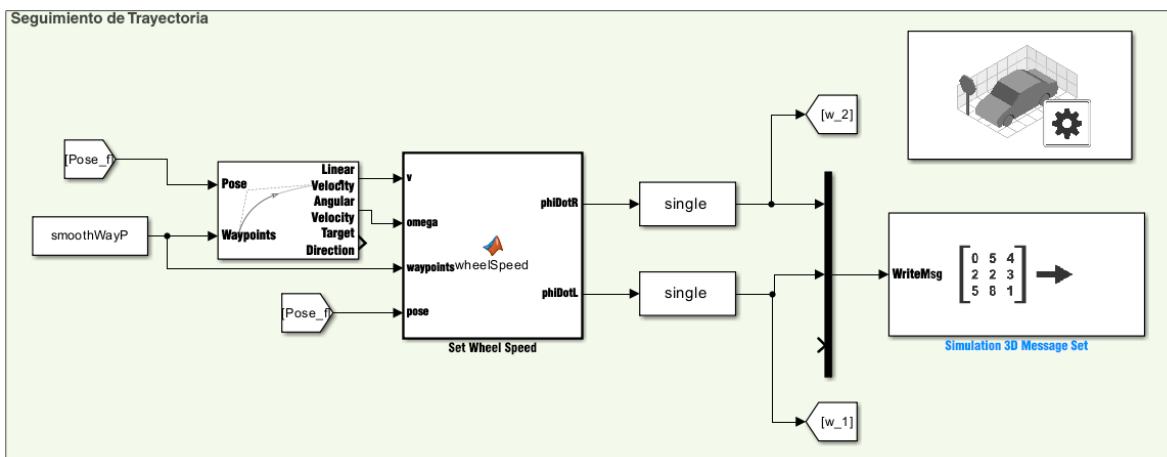 Seguimiento de Trayectoria
[Pose_f]
smoothWayP
Pose
Waypoints
Linear
Velocity
Angular
Velocity
Target
Direction
[Pose_f]
v
omega
waypoints
pose
wheelSpeed
phiDotR
phiDotL
Set Wheel Speed
single
single
[w_2]
[w_1]
WriteMsg
0 5 4
2 2 3
5 8 1
Simulation 3D Message Set